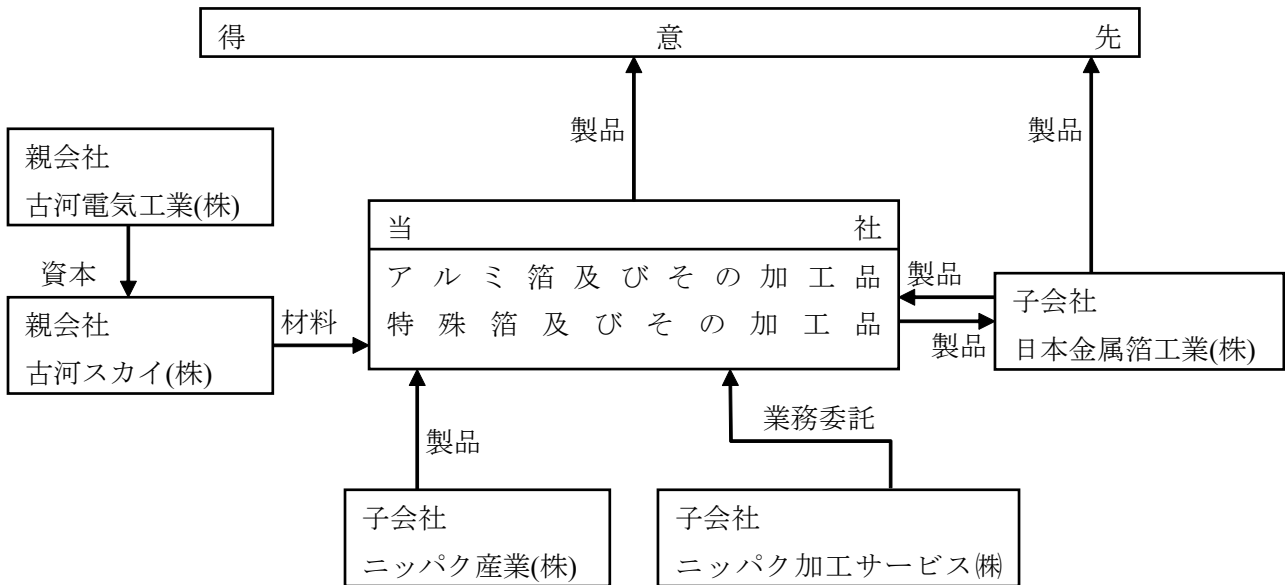 得意先
製品
製品
親会社
古河電気工業(株)
資本
親会社
古河スカイ(株)
材料
当社
アルミ箔及びその加工品
特殊箔及びその加工品
製品
製品
子会社
日本金属箔工業(株)
製品
業務委託
子会社
ニッパク産業(株)
子会社
ニッパク加工サービス㈱